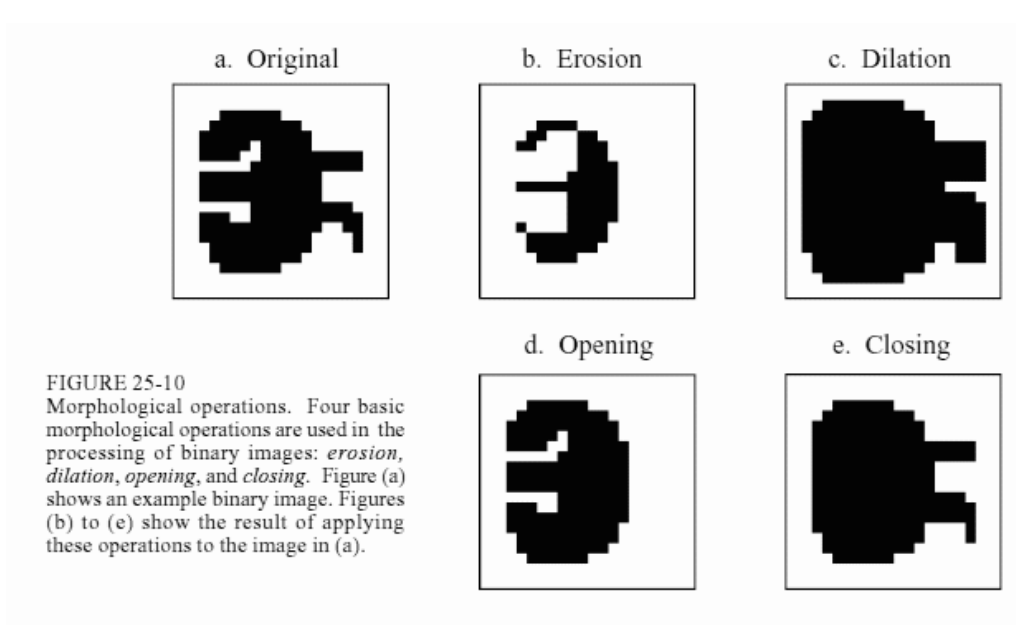 a. Original
b. Erosion
c. Dilation
d. Opening
e. Closing
FIGURE 25-10
Morphological operations. Four basic
morphological operations are used in the
processing of binary images: erosion,
dilation, opening, and closing. Figure (a)
shows an example binary image. Figures
(b) to (e) show the result of applying
these operations to the image in (a).